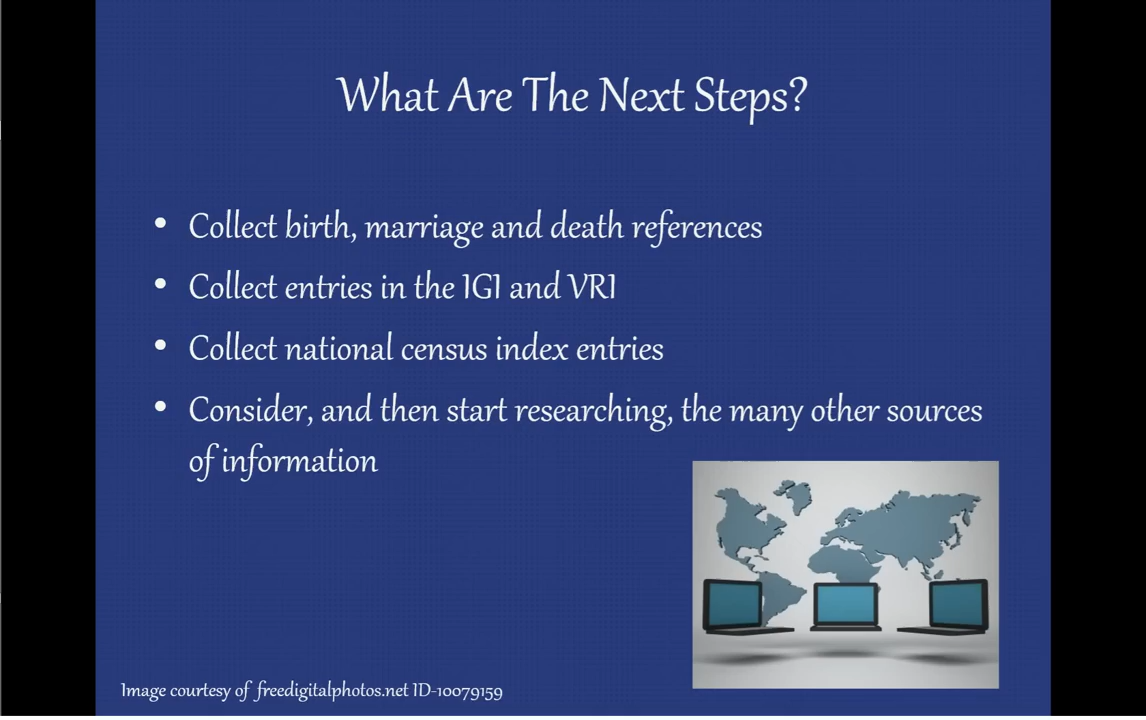 What Are The Next Steps?
• Collect birth, marriage and death references
• Collect entries in the IGI and VRI
• Collect national census index entries
• Consider, and then start researching, the many other sources
of information
Image courtesy of freedigitalphotos.net ID-10079159